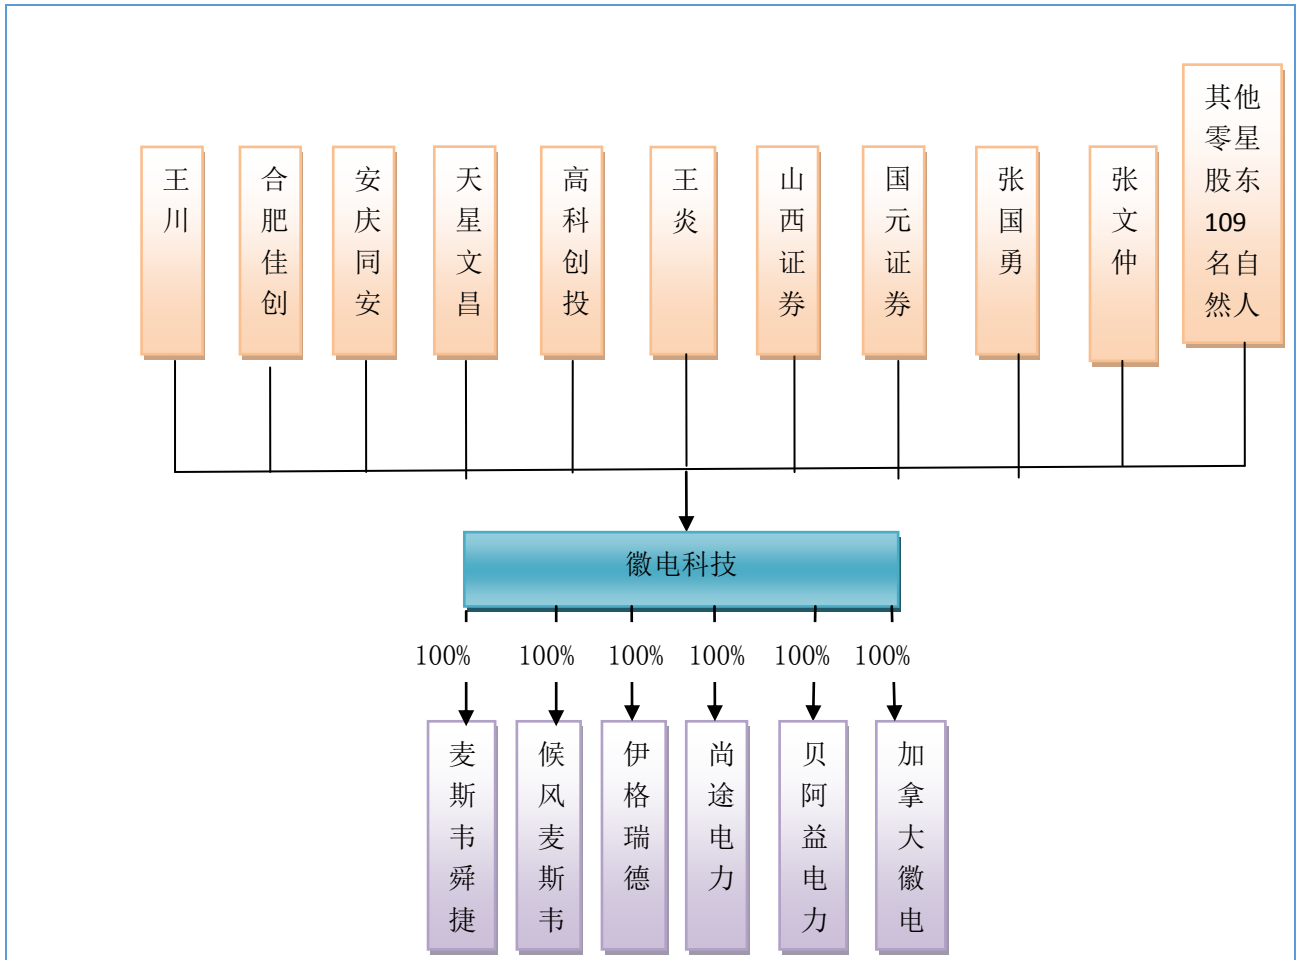 王川
合肥佳创
安庆同安
天星文昌
高科创投
王炎
山西证券
国元证券
张国勇
张文仲
其他
零星
股东
109
名自
然人
徽电科技
100%
100%
100%
100%
100%
100%
麦斯韦舜捷
候风麦斯韦
伊格瑞德
尚途电力
贝阿益电力
加拿大徽电